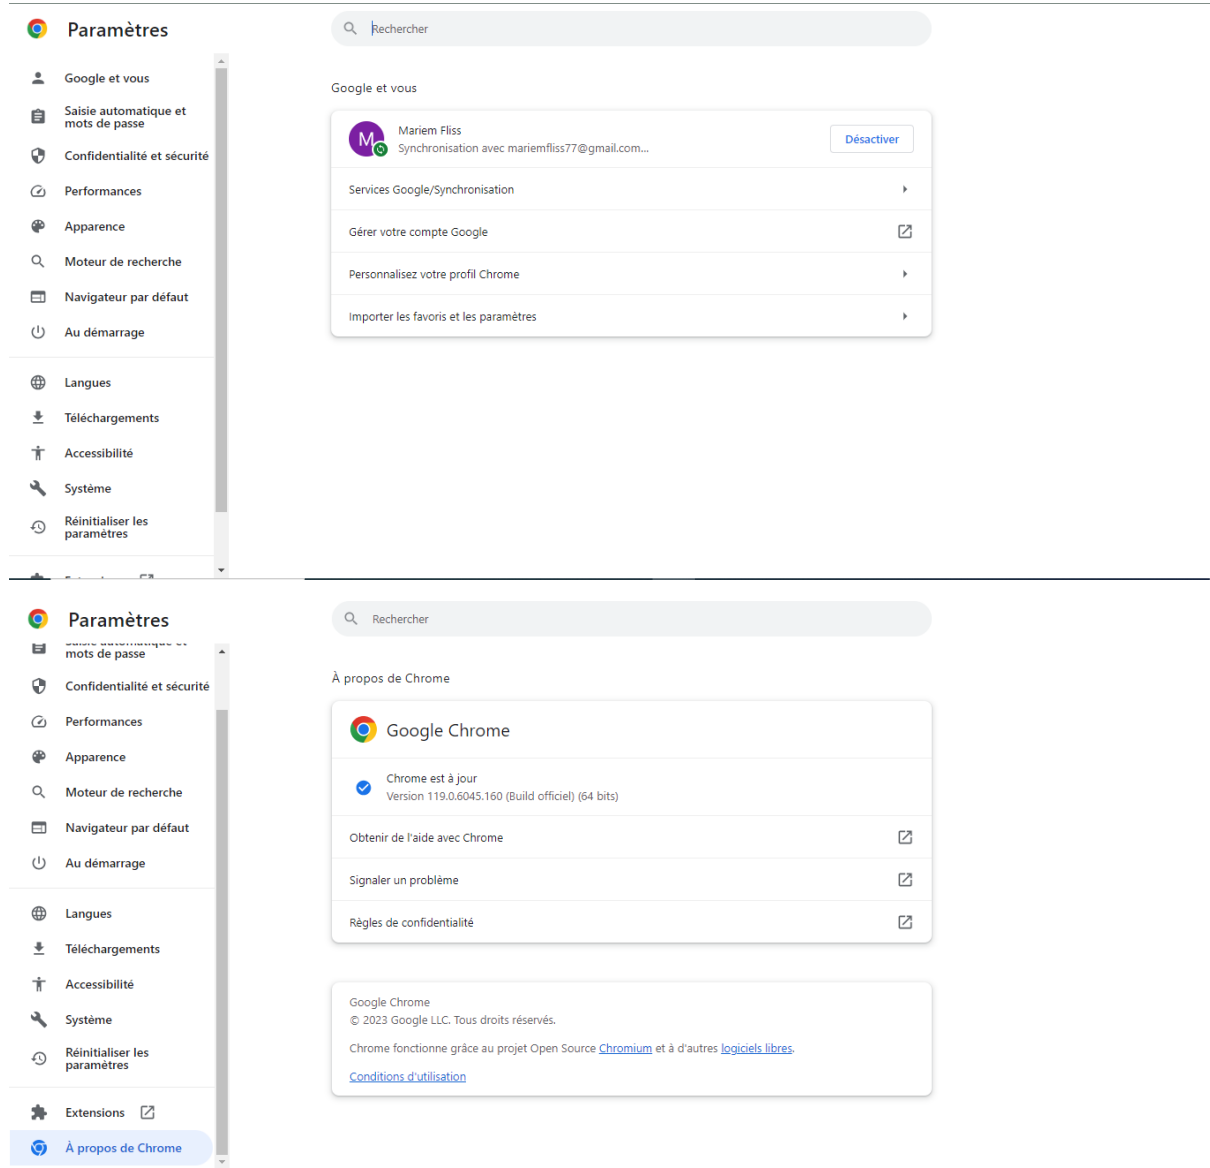 Paramètres
Rechercher
Google et vous
Saisie automatique et
mots de passe
Confidentialité et sécurité
Performances
Apparence
Moteur de recherche
Navigateur par défaut
Au démarrage
Langues
Téléchargements
Accessibilité
Système
Réinitialiser les
paramètres
Google et vous
M
Mariem Fliss
Synchronisation avec mariemfliss77@gmail.com...
Désactiver
Services Google/Synchronisation
Gérer votre compte Google
Personnalisez votre profil Chrome
Importer les favoris et les paramètres
Paramètres
Rechercher
Saisie automatique et
mots de passe
Confidentialité et sécurité
Performances
Apparence
Moteur de recherche
Navigateur par défaut
Au démarrage
Langues
Téléchargements
Accessibilité
Système
Réinitialiser les
paramètres
Extensions
À propos de Chrome
À propos de Chrome
Google Chrome
Chrome est à jour
Version 119.0.6045.160 (Build officiel) (64 bits)
Obtenir de l'aide avec Chrome
Signaler un problème
Règles de confidentialité
Google Chrome
© 2023 Google LLC. Tous droits réservés.
Chrome fonctionne grâce au projet Open Source Chromium et à d'autres logiciels libres.
Conditions d'utilisation